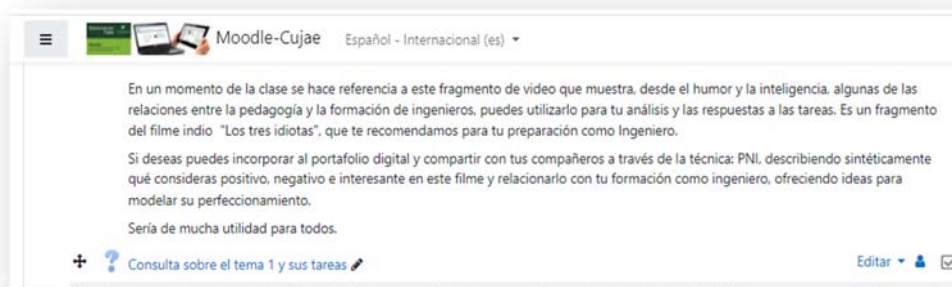 Moodle-Cujae Español - Internacional (es)
En un momento de la clase se hace referencia a este fragmento de video que muestra, desde el humor y la inteligencia, algunas de las
relaciones entre la pedagogía y la formación de ingenieros, puedes utilizarlo para tu análisis y las respuestas a las tareas. Es un fragmento
del filme indio "Los tres idiotas", que te recomendamos para tu preparación como Ingeniero.
Si deseas puedes incorporar al portafolio digital y compartir con tus compañeros a través de la técnica: PNI, describiendo sintéticamente
qué consideras positivo, negativo e interesante en este filme y relacionarlo con tu formación como ingeniero, ofreciendo ideas para
modelar su perfeccionamiento.
Sería de mucha utilidad para todos.
Consulta sobre el tema 1 y sus tareas Editar